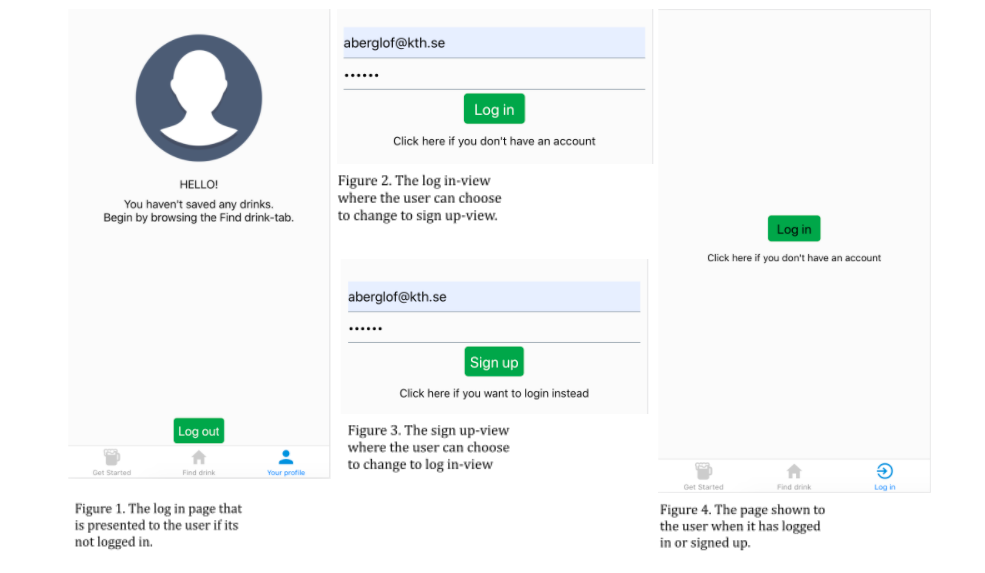 HELLO!
You haven't saved any drinks.
Begin by browsing the Find drink-tab.
Log out
Get Started
Find drink
Your profile
Figure 1. The log in page that
is presented to the user if its
not logged in.
aberglof@kth.se
••••••
Log in
Click here if you don't have an account
Figure 2. The log in-view
where the user can choose
to change to sign up-view.
aberglof@kth.se
••••••
Sign up
Click here if you want to login instead
Figure 3. The sign up-view
where the user can choose
to change to log in-view
Log in
Click here if you don't have an account
Get Started
Find drink
Log in
Figure 4. The page shown to
the user when it has logged
in or signed up.